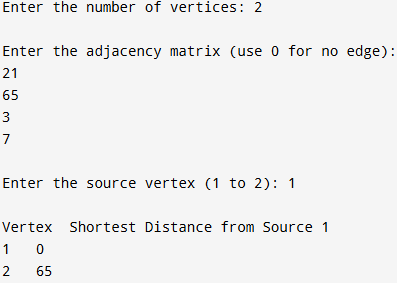 Enter the number of vertices: 2
Enter the adjacency matrix (use 0 for no edge):
21
65
3
7
Enter the source vertex (1 to 2): 1
Vertex  Shortest Distance from Source 1
1   0
2   65